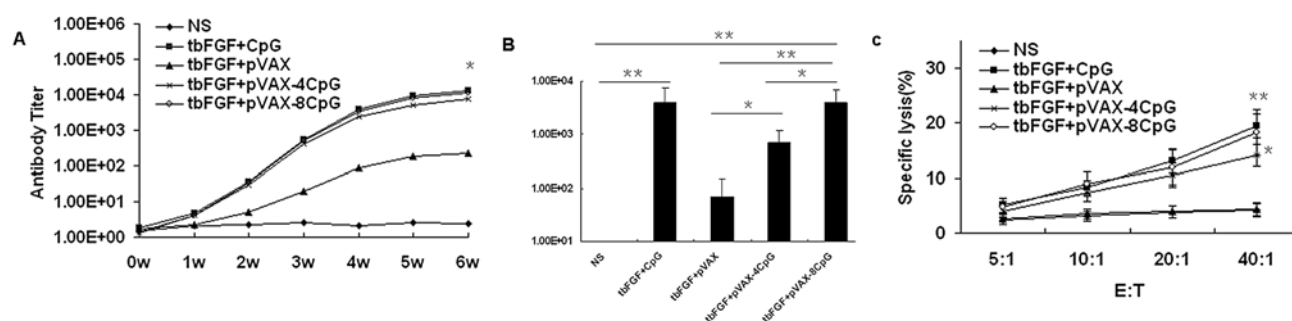 A
Antibody Titer
1.00E+06
1.00E+05
1.00E+04
1.00E+03
1.00E+02
1.00E+01
1.00E+00
0w 1w 2w 3w 4w 5w 6w
NS
tbFGF+CpG
tbFGF+pVAX
tbFGF+pVAX-4CpG
tbFGF+pVAX-8CpG
*
B
**
**
** *
*
1.00E+04
1.00E+03
1.00E+02
1.00E+01
NS
tbFGF+CpG
tbFGF+pVAX
tbFGF+pVAX-4CpG
tbFGF+pVAX-8CpG
c
Specific lysis(%)
30
20
10
0
NS
tbFGF+CpG
tbFGF+pVAX
tbFGF+pVAX-4CpG
tbFGF+pVAX-8CpG
**
*
5:1 10:1 20:1 40:1
E:T